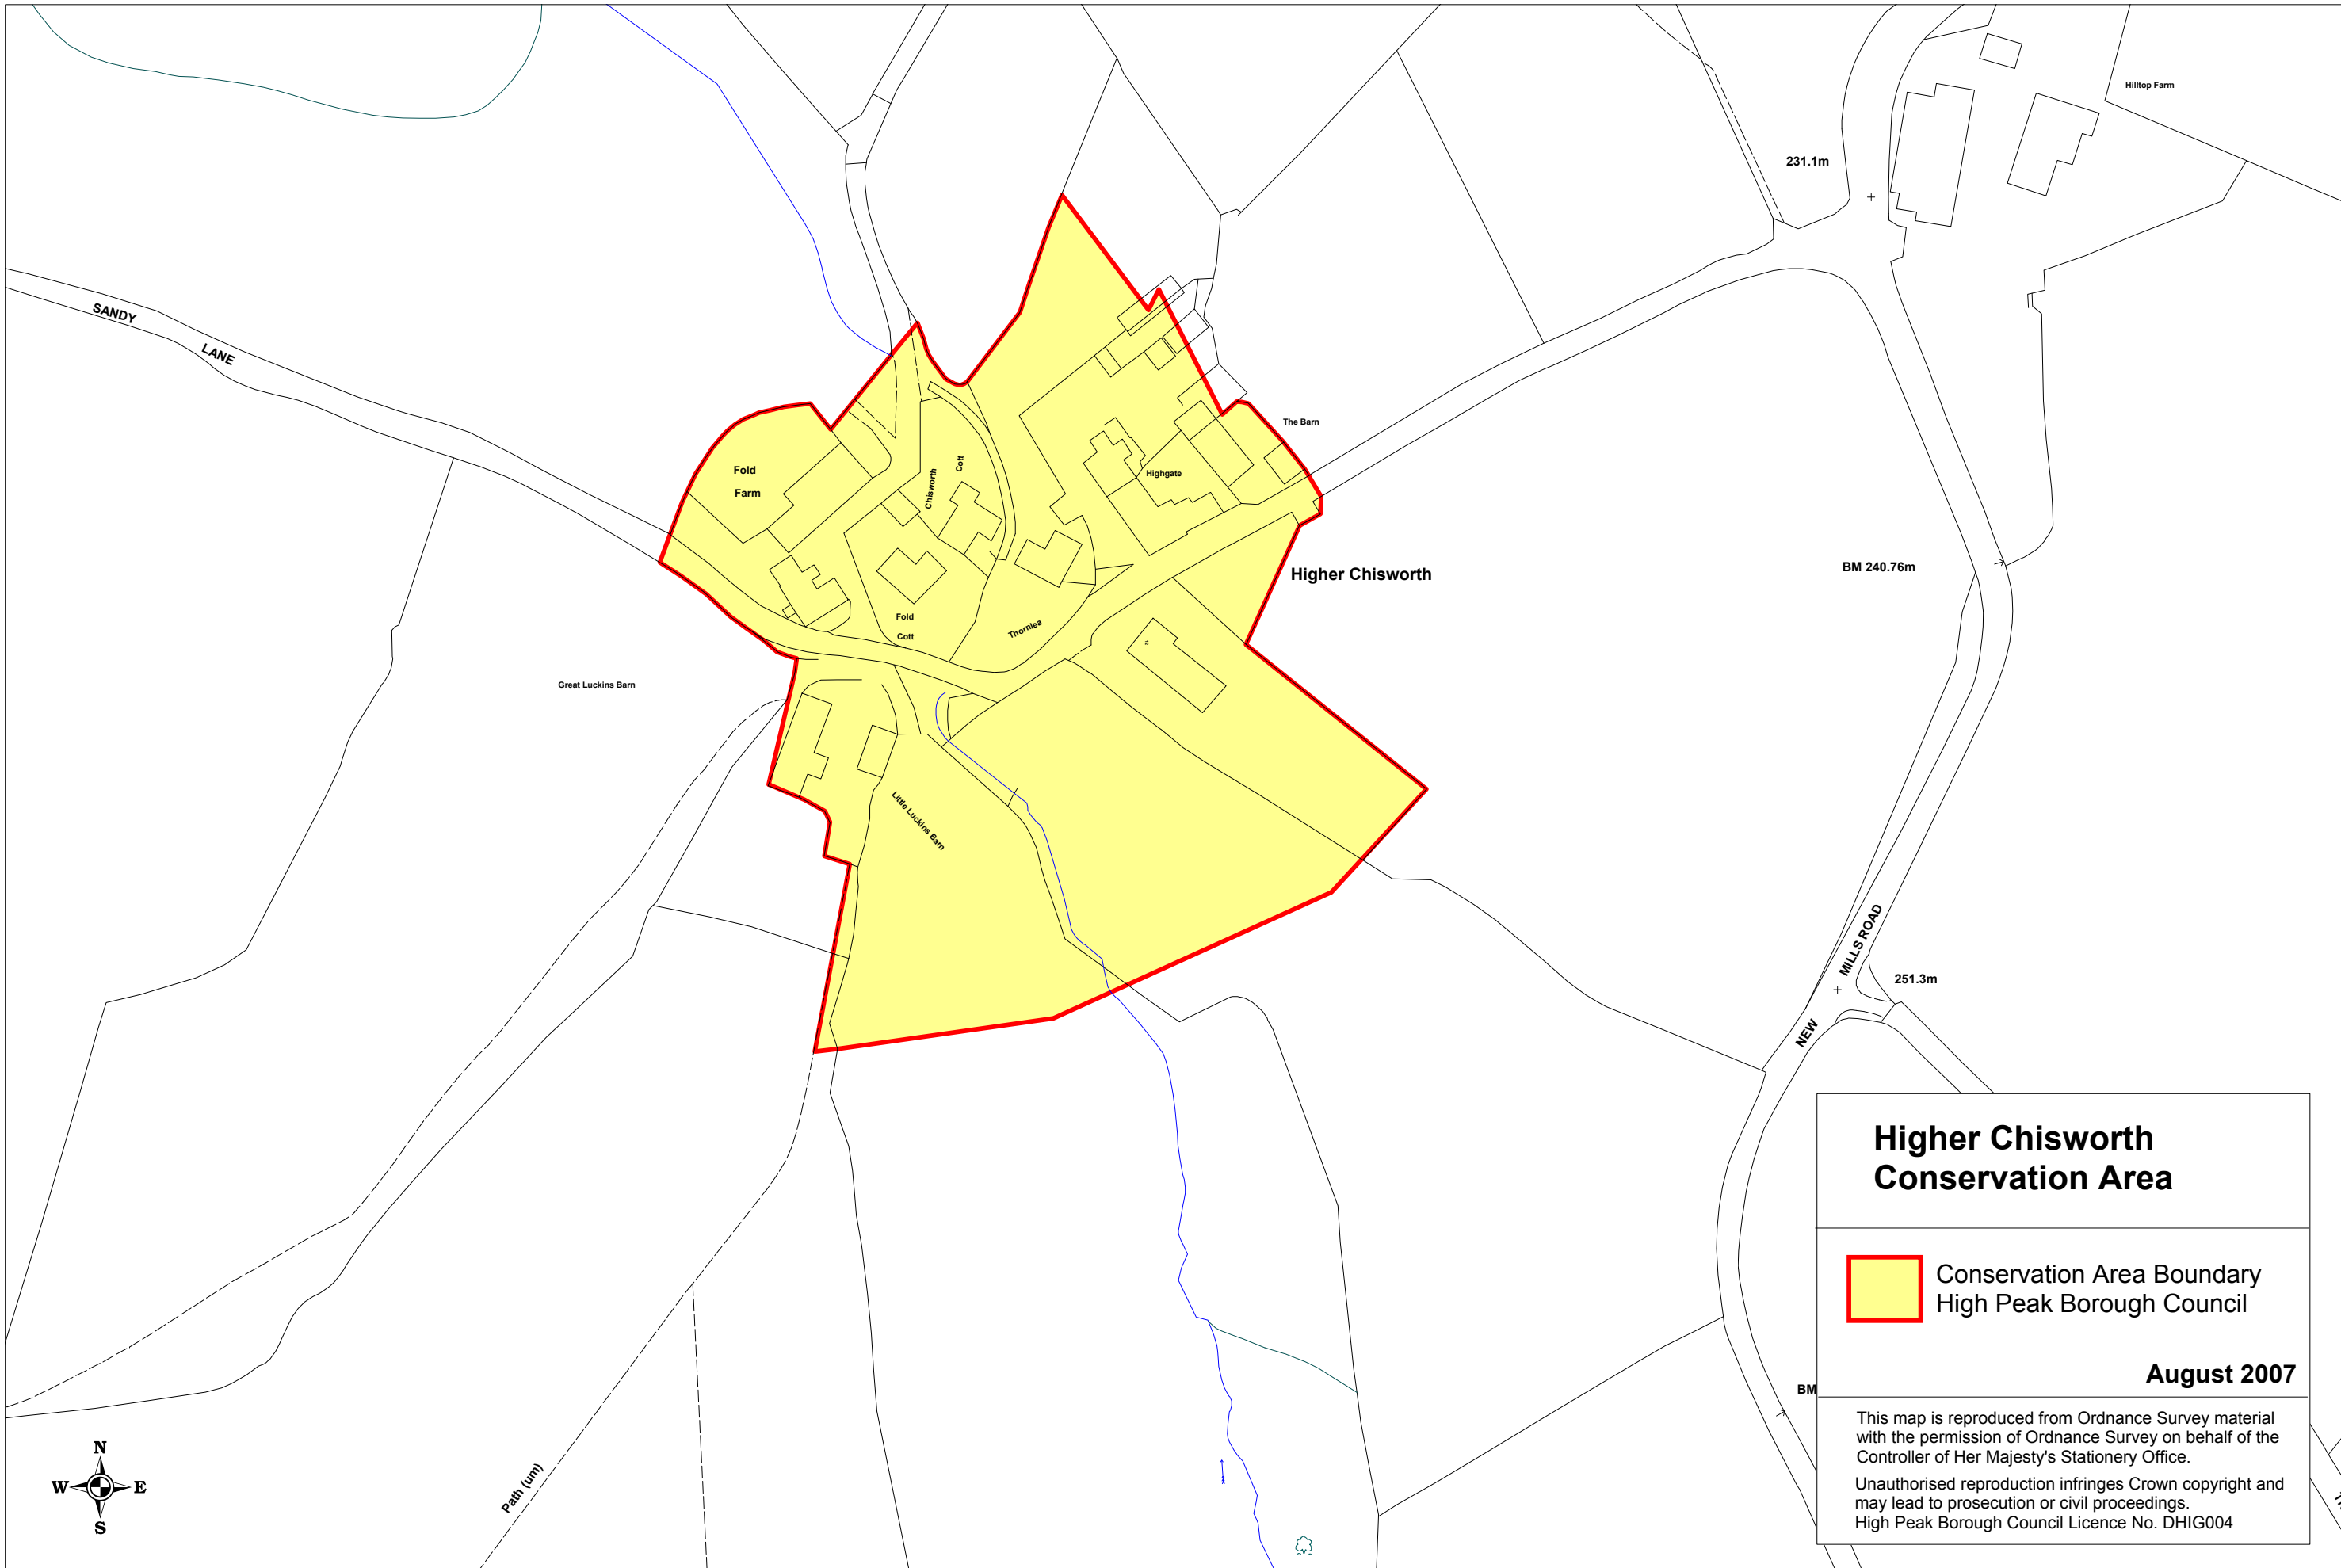 Hilltop Farm
231.1m
SANDY
LANE
The Barn
Fold
Farm
Chisworth
Cott
Highgate
Higher Chisworth
BM 240.76m
Fold
Cott
Thornlea
Great Luckins Barn
Little Luckins Barn
NEW
MILLS ROAD
251.3m
Higher Chisworth
Conservation Area
Conservation Area Boundary
High Peak Borough Council
August 2007
BM
This map is reproduced from Ordnance Survey material
with the permission of Ordnance Survey on behalf of the
Controller of Her Majesty's Stationery Office.
Unauthorised reproduction infringes Crown copyright and
may lead to prosecution or civil proceedings.
High Peak Borough Council Licence No. DHIG004
N
W E
S
Path (um)